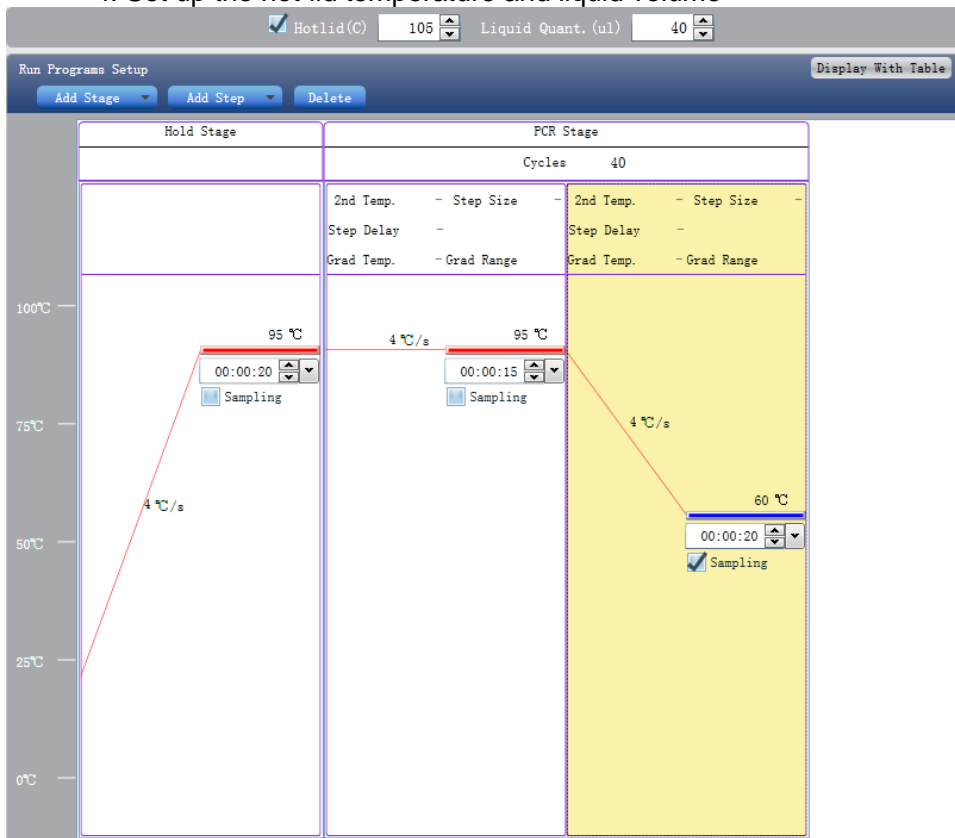 Hotlid(C) 105 Liquid Quant.(ul) 40
Run Programs Setup Display With Table
Add Stage Add Step Delete
Hold Stage PCR Stage
Cycles 40
2nd Temp. - Step Size - 2nd Temp. - Step Size -
Step Delay - Step Delay -
Grad Temp. - Grad Range Grad Temp. - Grad Range
100℃
95 ℃ 4 ℃/s 95 ℃
00:00:20 00:00:15
Sampling Sampling
75℃ 4 ℃/s
4 ℃/s 60 ℃
50℃ 00:00:20
Sampling
25℃
0℃